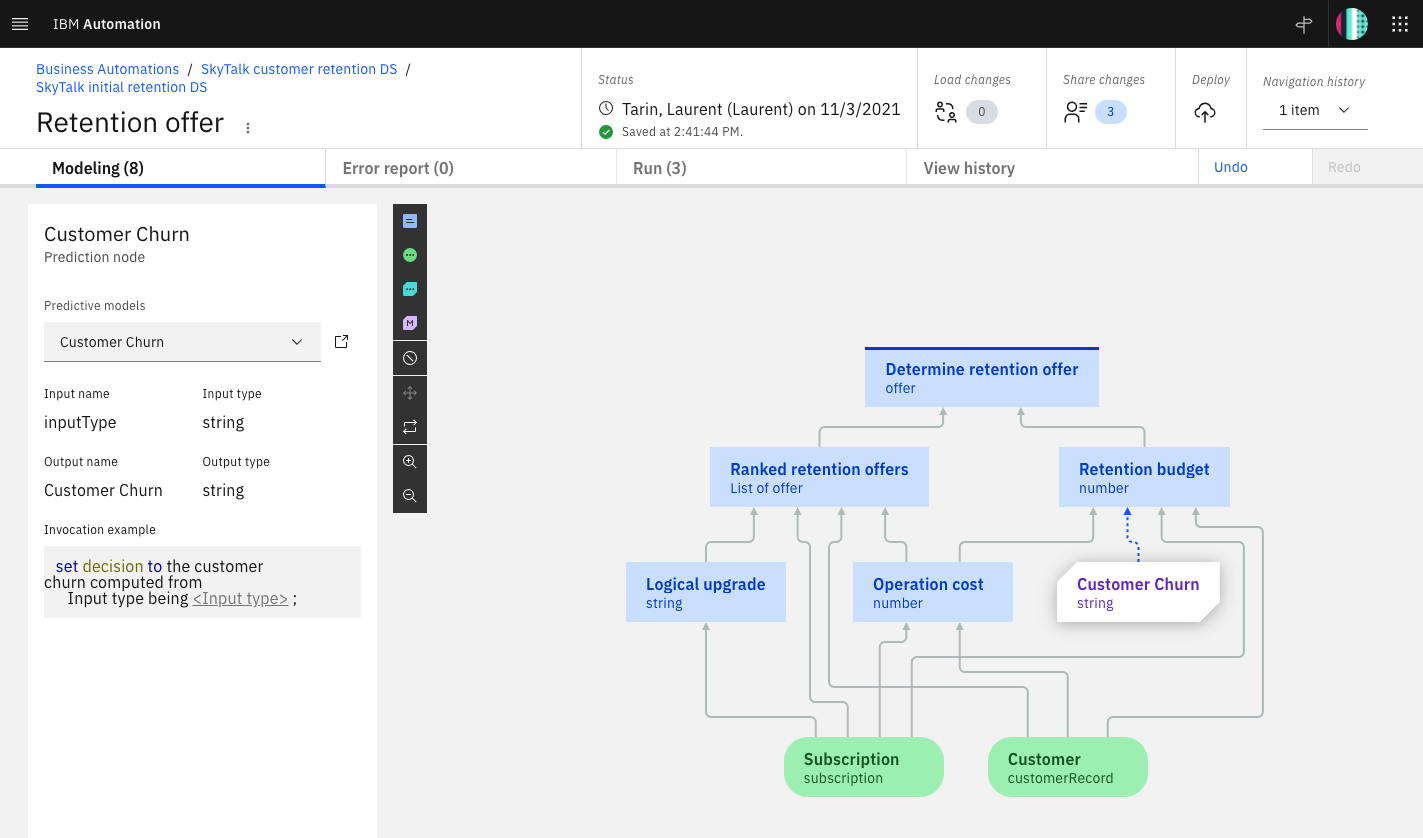 IBM Automation
Business Automations / SkyTalk customer retention DS /
SkyTalk initial retention DS
Retention offer
Status
Tarin, Laurent (Laurent) on 11/3/2021
Saved at 2:41:44 PM.
Load changes
0
Share changes
3
Deploy
Navigation history
1 item
Modeling (8)
Error report (0)
Run (3)
View history
Undo
Redo
Customer Churn
Prediction node
Predictive models
Customer Churn
Input name
Input type
inputType
string
Output name
Output type
Customer Churn
string
Invocation example
set decision to the customer
churn computed from
Input type being <Input type> ;
M
Determine retention offer
offer
Ranked retention offers
List of offer
Retention budget
number
Logical upgrade
string
Operation cost
number
Customer Churn
string
Subscription
subscription
Customer
customerRecord